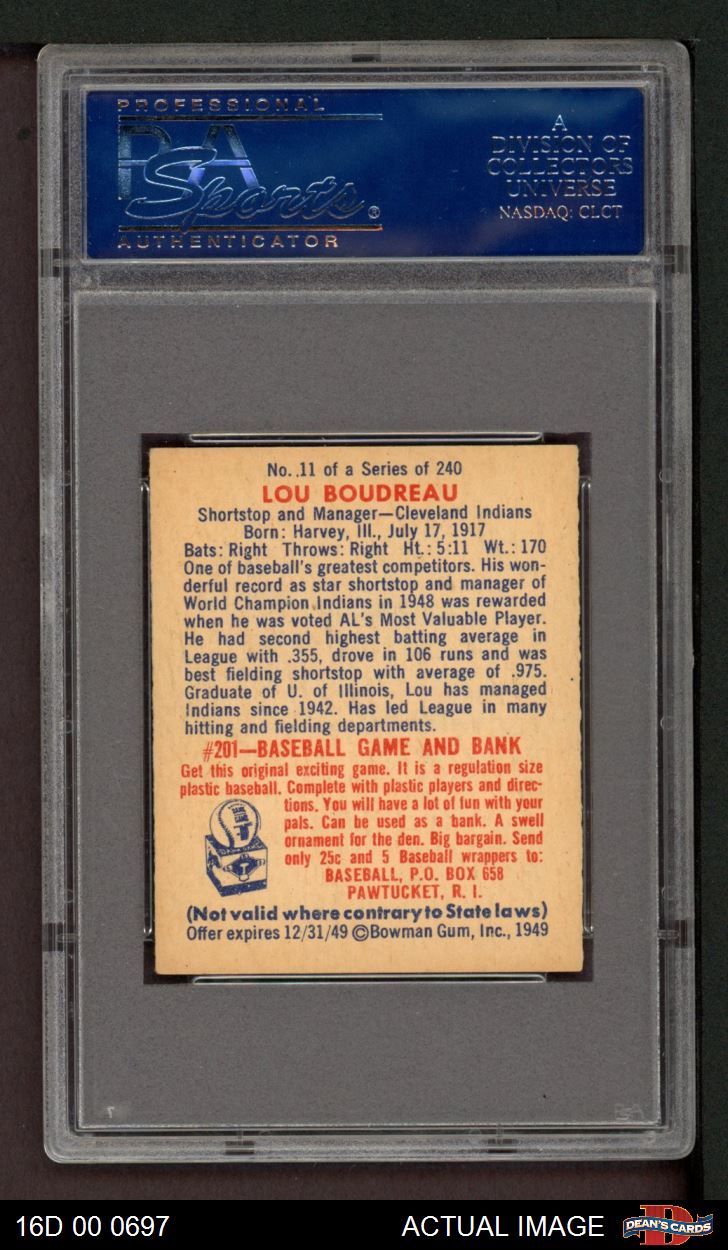 PROFESSIONAL
PSA
Sports®
AUTHENTICATOR
A
DIVISION OF
COLLECTORS
UNIVERSE
NASDAQ: CLCT
No. 11 of a Series of 240
LOU BOUDREAU
Shortstop and Manager—Cleveland Indians
Born: Harvey, Ill., July 17, 1917
Bats: Right Throws: Right Ht.: 5:11 Wt.: 170
One of baseball's greatest competitors. His won-
derful record as star shortstop and manager of
World Champion Indians in 1948 was rewarded
when he was voted AL's Most Valuable Player.
He had second highest batting average in
League with .355, drove in 106 runs and was
best fielding shortstop with average of .975.
Graduate of U. of Illinois, Lou has managed
Indians since 1942. Has led League in many
hitting and fielding departments.
#201—BASEBALL GAME AND BANK
Get this original exciting game. It is a regulation size
plastic baseball. Complete with plastic players and direc-
tions. You will have a lot of fun with your
pals. Can be used as a bank. A swell
ornament for the den. Big bargain. Send
only 25c and 5 Baseball wrappers to:
BASEBALL, P.O. BOX 658
PAWTUCKET, R. I.
(Not valid where contrary to State laws)
Offer expires 12/31/49 ©Bowman Gum, Inc., 1949
16D 00 0697
ACTUAL IMAGE
DEAN'S CARDS